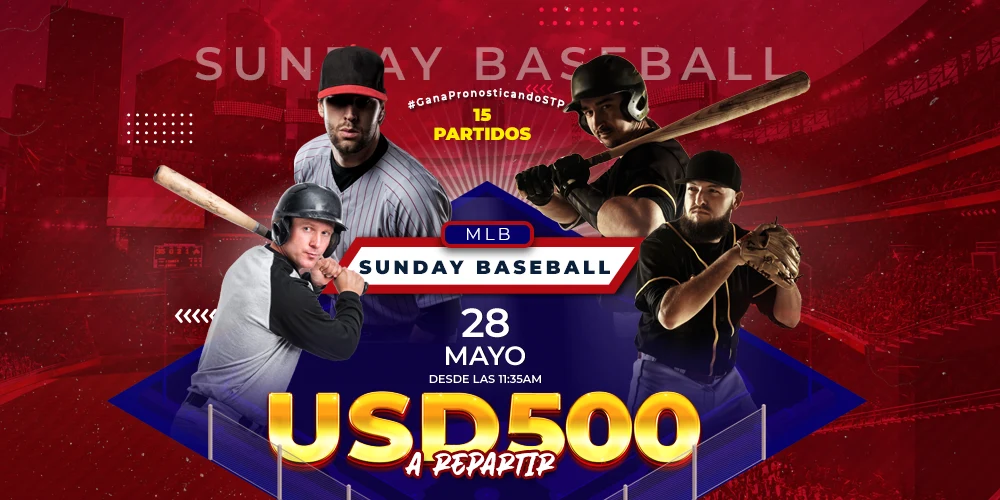 SUNDAY BASEBALL
#GanaPronosticandoSTP
15
PARTIDOS
MLB
SUNDAY BASEBALL
28
MAYO
DESDE LAS 11:35AM
USD500
A REPARTIR